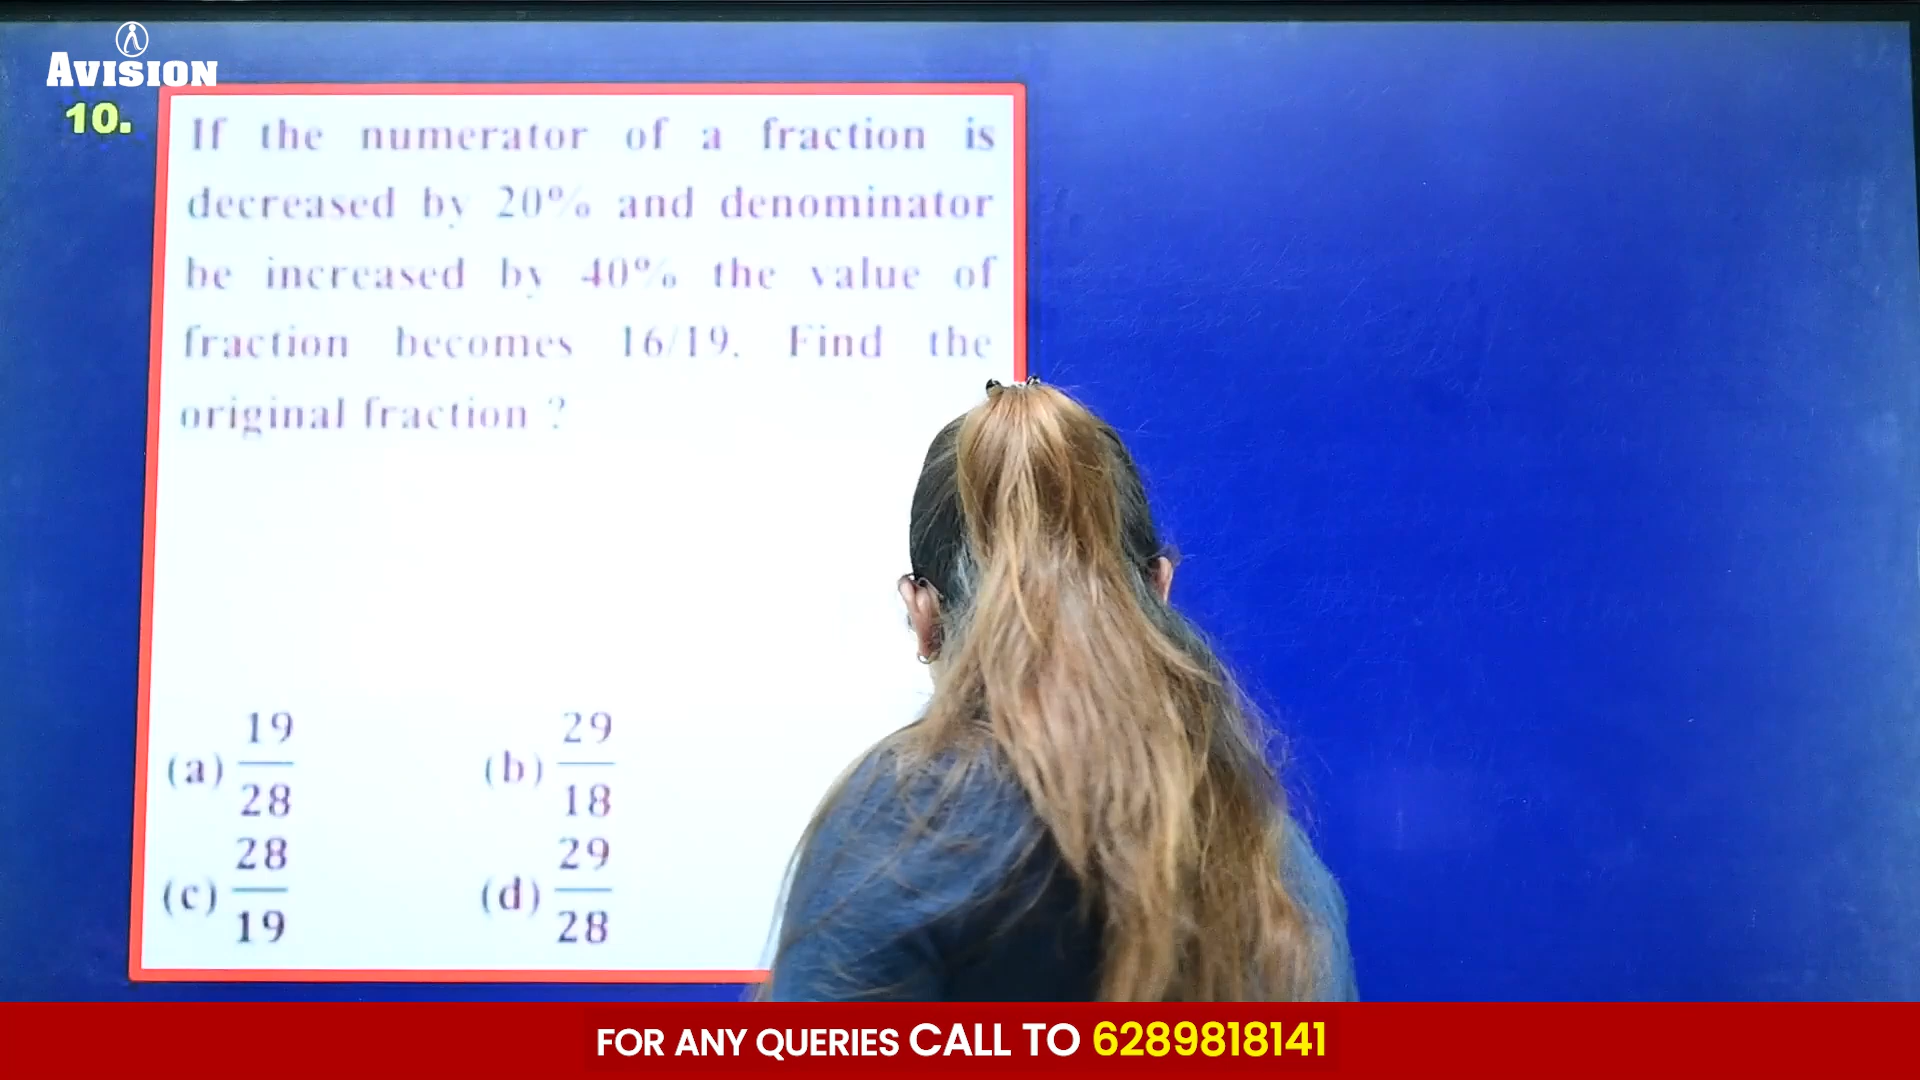 AVISION
10.
If the numerator of a fraction is
decreased by 20% and denominator
be increased by 40% the value of
fraction becomes 16/19. Find the
original fraction ?
(a) 19/28 (b) 29/18
(c) 28/19 (d) 29/28
FOR ANY QUERIES CALL TO 6289818141